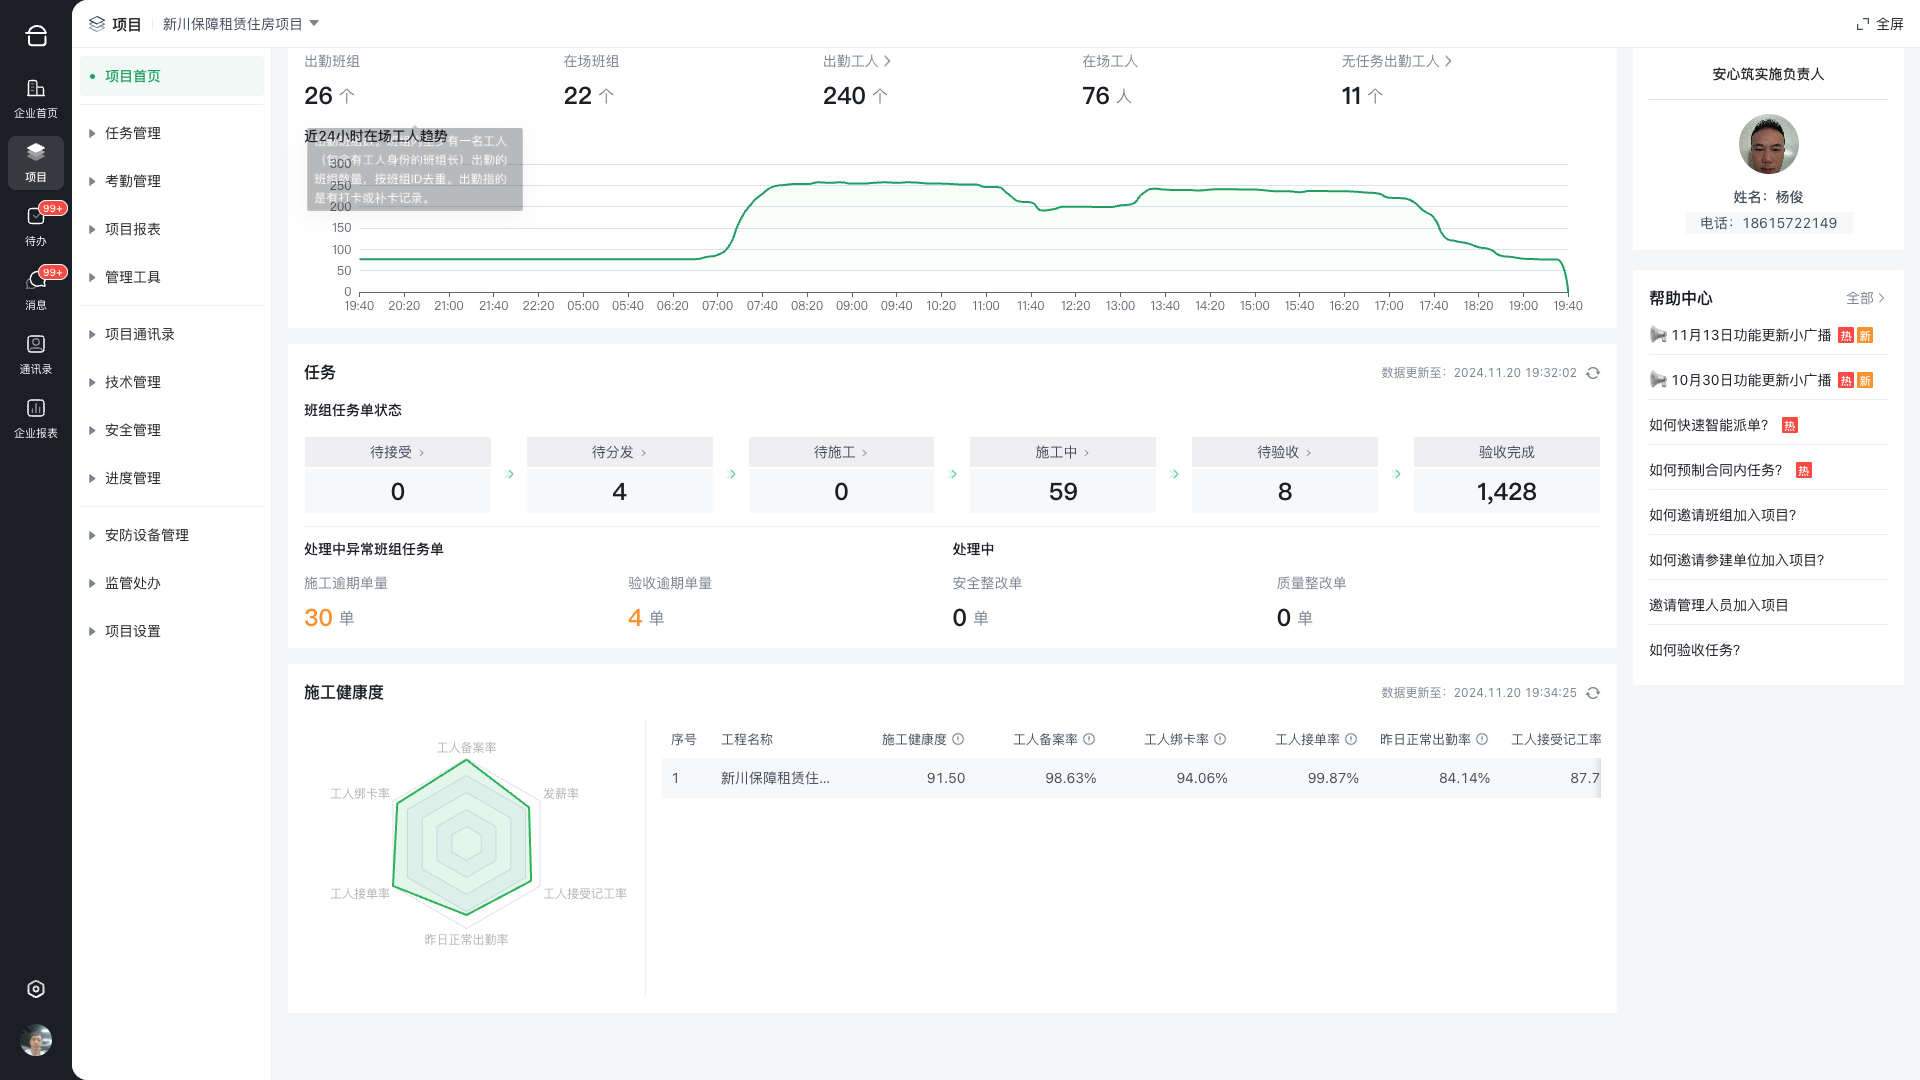 项目
新川保障租赁住房项目
全屏
企业首页
项目
99+
待办
99+
消息
通讯录
企业报表
项目首页
任务管理
考勤管理
项目报表
管理工具
项目通讯录
技术管理
安全管理
进度管理
安防设备管理
监管处办
项目设置
出勤班组
在场班组
出勤工人
在场工人
无任务出勤工人
26 个
22 个
240 个
76 人
11 个
近24小时在场工人趋势
有一名工人
有工人身份的班组长）出勤的
班组数量，按班组ID去重。出勤指的
是有打卡或补卡记录。
300
250
200
150
100
50
0
19:40 20:20 21:00 21:40 22:20 05:00 05:40 06:20 07:00 07:40 08:20 09:00 09:40 10:20 11:00 11:40 12:20 13:00 13:40 14:20 15:00 15:40 16:20 17:00 17:40 18:20 19:00 19:40
任务
数据更新至：2024.11.20 19:32:02
班组任务单状态
待接受 >
0
待分发 >
4
待施工 >
0
施工中 >
59
待验收 >
8
验收完成
1,428
处理中异常班组任务单
处理中
施工逾期单量
验收逾期单量
安全整改单
质量整改单
30 单
4 单
0 单
0 单
施工健康度
数据更新至：2024.11.20 19:34:25
工人备案率
工人绑卡率
发薪率
工人接单率
工人接受记工率
昨日正常出勤率
序号 工程名称 施工健康度 工人备案率 工人绑卡率 工人接单率 昨日正常出勤率 工人接受记工率
1 新川保障租赁住... 91.50 98.63% 94.06% 99.87% 84.14% 87.7
安心筑实施负责人
姓名：杨俊
电话：18615722149
帮助中心
全部
11月13日功能更新小广播 热 新
10月30日功能更新小广播 热 新
如何快速智能派单? 热
如何预制合同内任务? 热
如何邀请班组加入项目?
如何邀请参建单位加入项目?
邀请管理人员加入项目
如何验收任务?